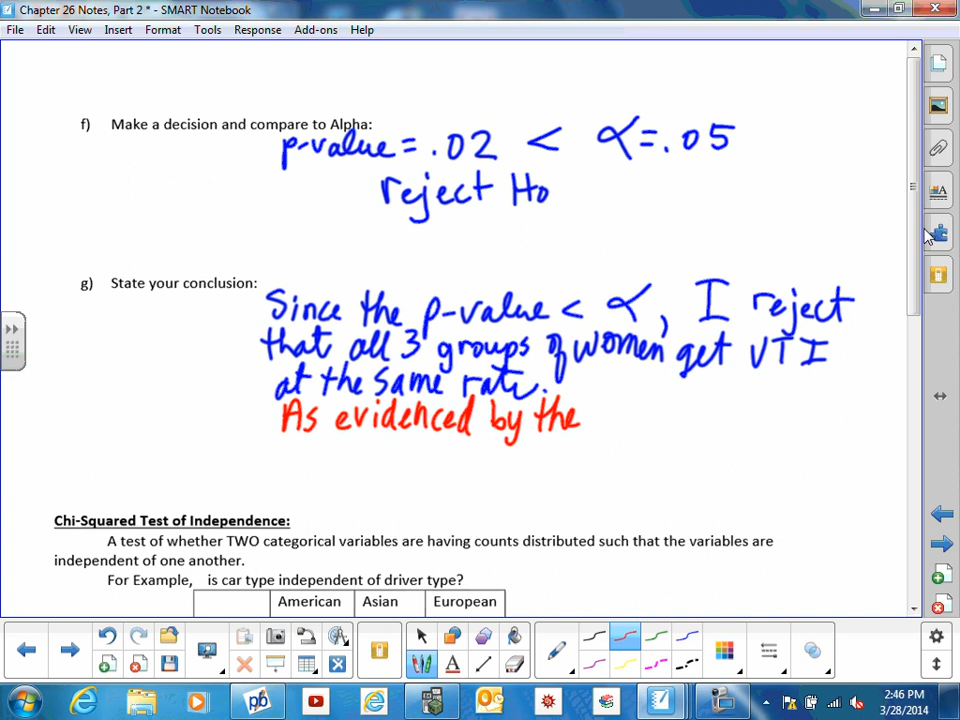 Chapter 26 Notes, Part 2 * - SMART Notebook
File Edit View Insert Format Tools Response Add-ons Help
f) Make a decision and compare to Alpha:
p-value = .02 < α = .05
reject Ho
g) State your conclusion:
Since the p-value < α, I reject
that all 3 groups of women get UTI
at the same rate.
As evidenced by the
Chi-Squared Test of Independence:
A test of whether TWO categorical variables are having counts distributed such that the variables are
independent of one another.
For Example, is car type independent of driver type?
American Asian European
2:46 PM
3/28/2014